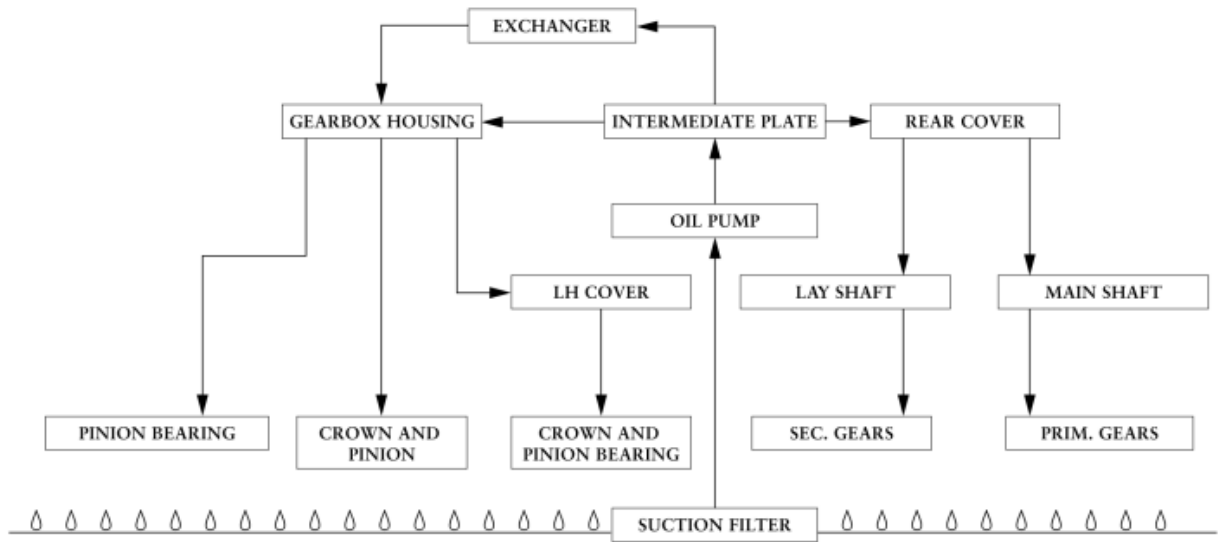 EXCHANGER
GEARBOX HOUSING
INTERMEDIATE PLATE
REAR COVER
OIL PUMP
LH COVER
LAY SHAFT
MAIN SHAFT
PINION BEARING
CROWN AND
PINION
CROWN AND
PINION BEARING
SEC. GEARS
PRIM. GEARS
SUCTION FILTER